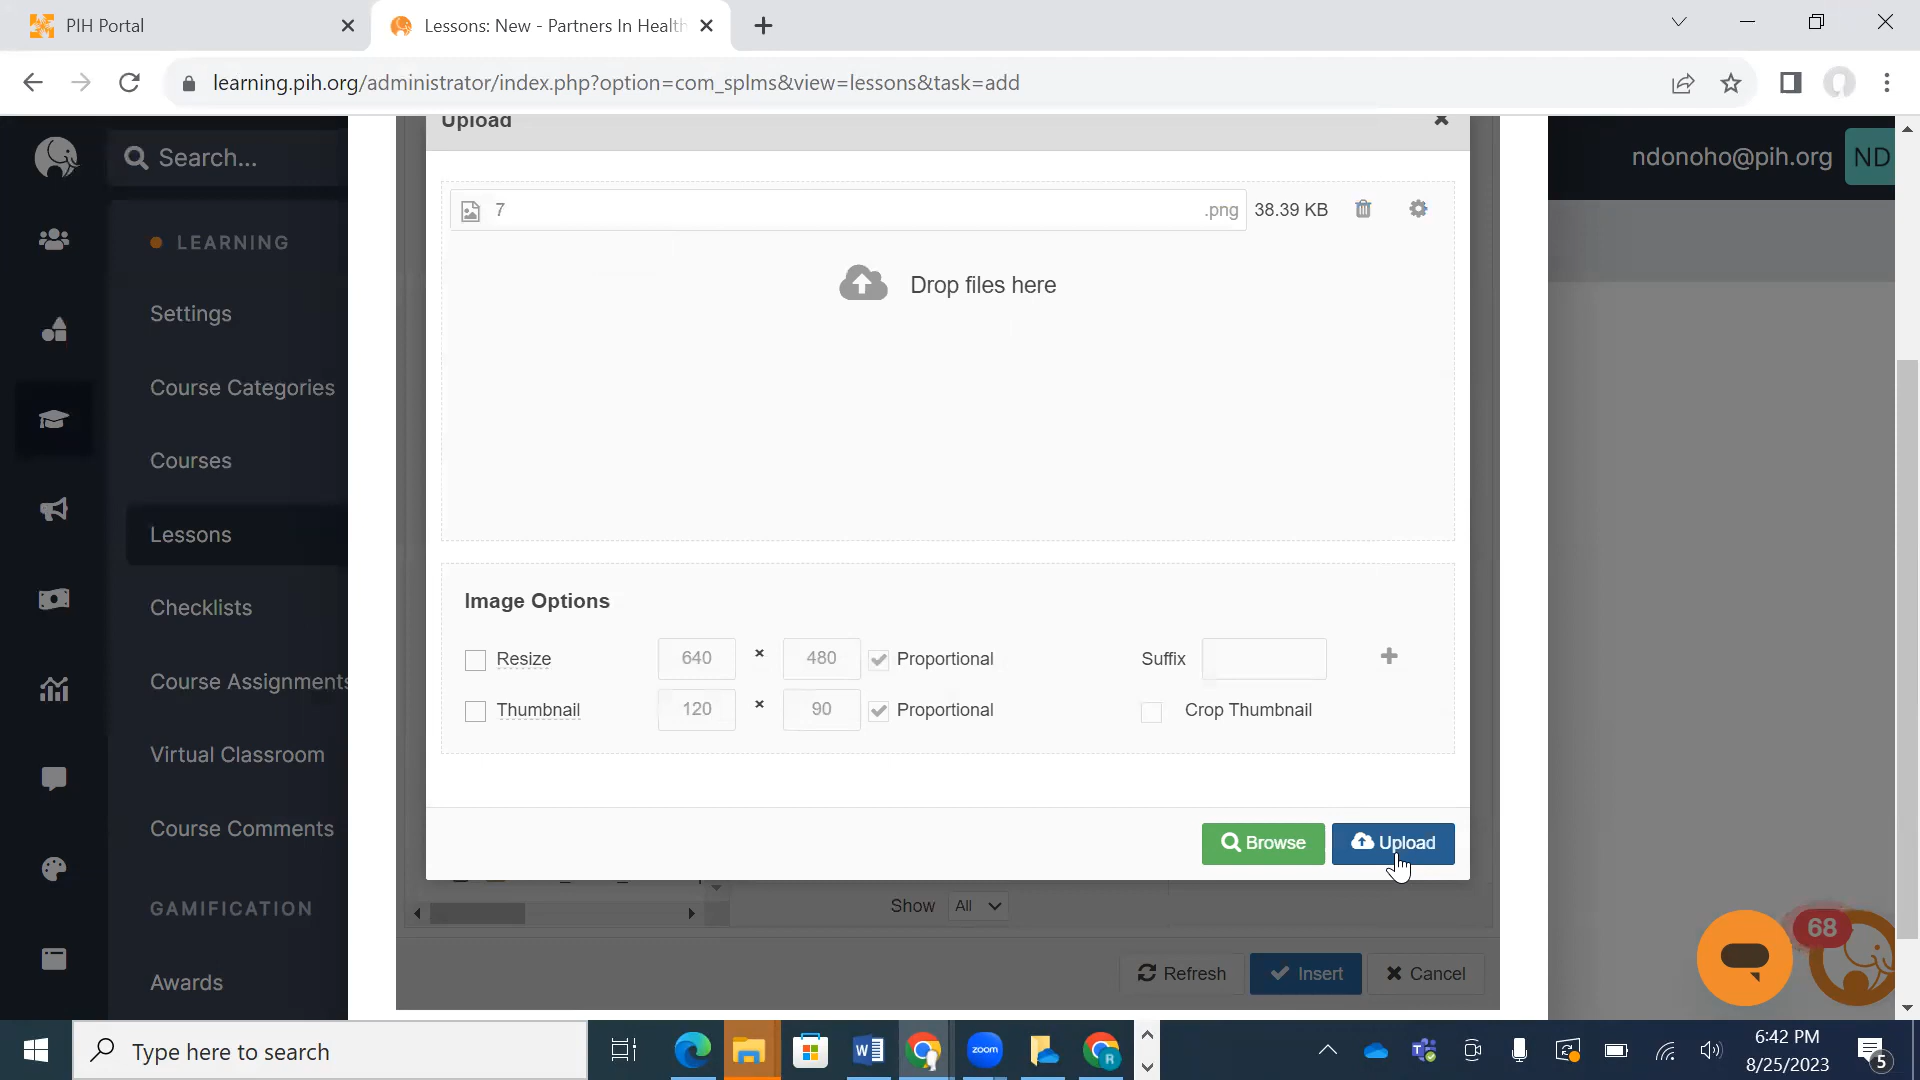 PIH Portal
Lessons: New - Partners In Health
learning.pih.org/administrator/index.php?option=com_splms&view=lessons&task=add
Search...
ndonoho@pih.org
ND
LEARNING
Settings
Course Categories
Courses
Lessons
Checklists
Course Assignments
Virtual Classroom
Course Comments
GAMIFICATION
Awards
Upload
7 .png 38.39 KB
Drop files here
Image Options
Resize 640 × 480 Proportional Suffix
Thumbnail 120 × 90 Proportional Crop Thumbnail
Browse Upload
Show All
Refresh Insert Cancel
68
Type here to search
W
zoom
R
6:42 PM
8/25/2023
5